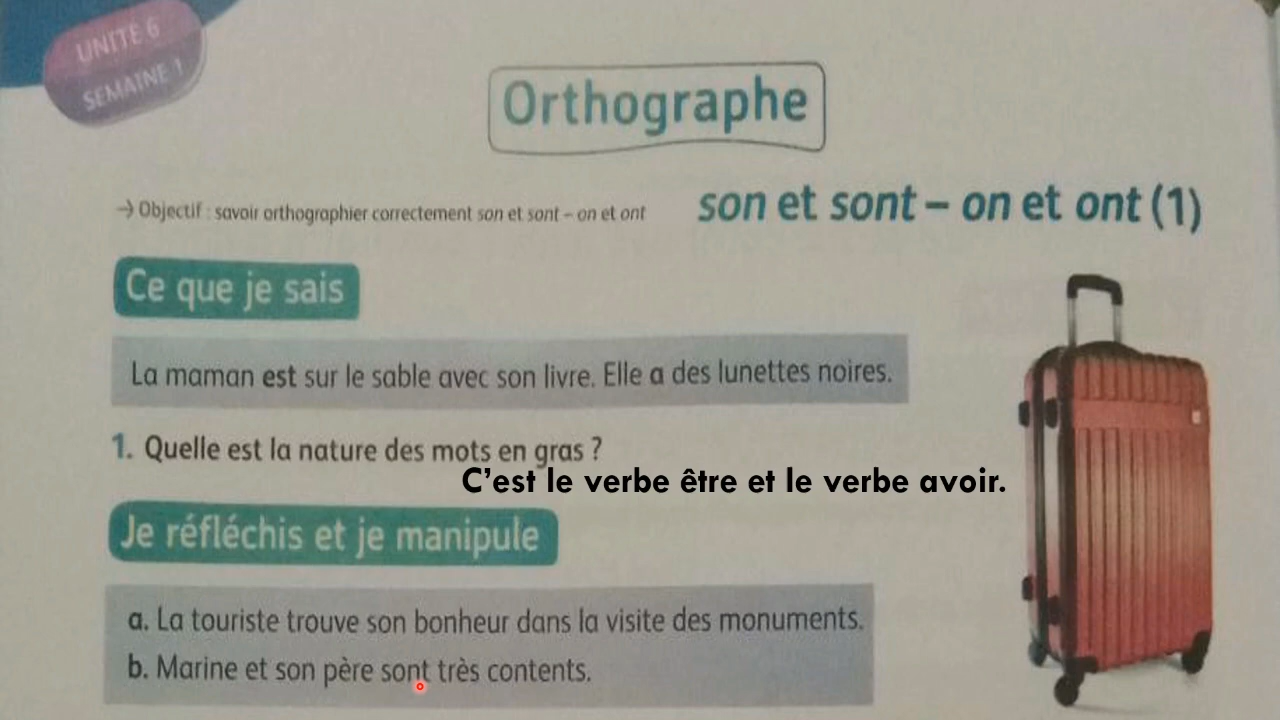 UNITÉ 6
SEMAINE 1
Orthographe
→ Objectif : savoir orthographier correctement son et sont – on et ont
son et sont – on et ont (1)
Ce que je sais
La maman est sur le sable avec son livre. Elle a des lunettes noires.
1. Quelle est la nature des mots en gras ?
C’est le verbe être et le verbe avoir.
Je réfléchis et je manipule
a. La touriste trouve son bonheur dans la visite des monuments.
b. Marine et son père sont très contents.